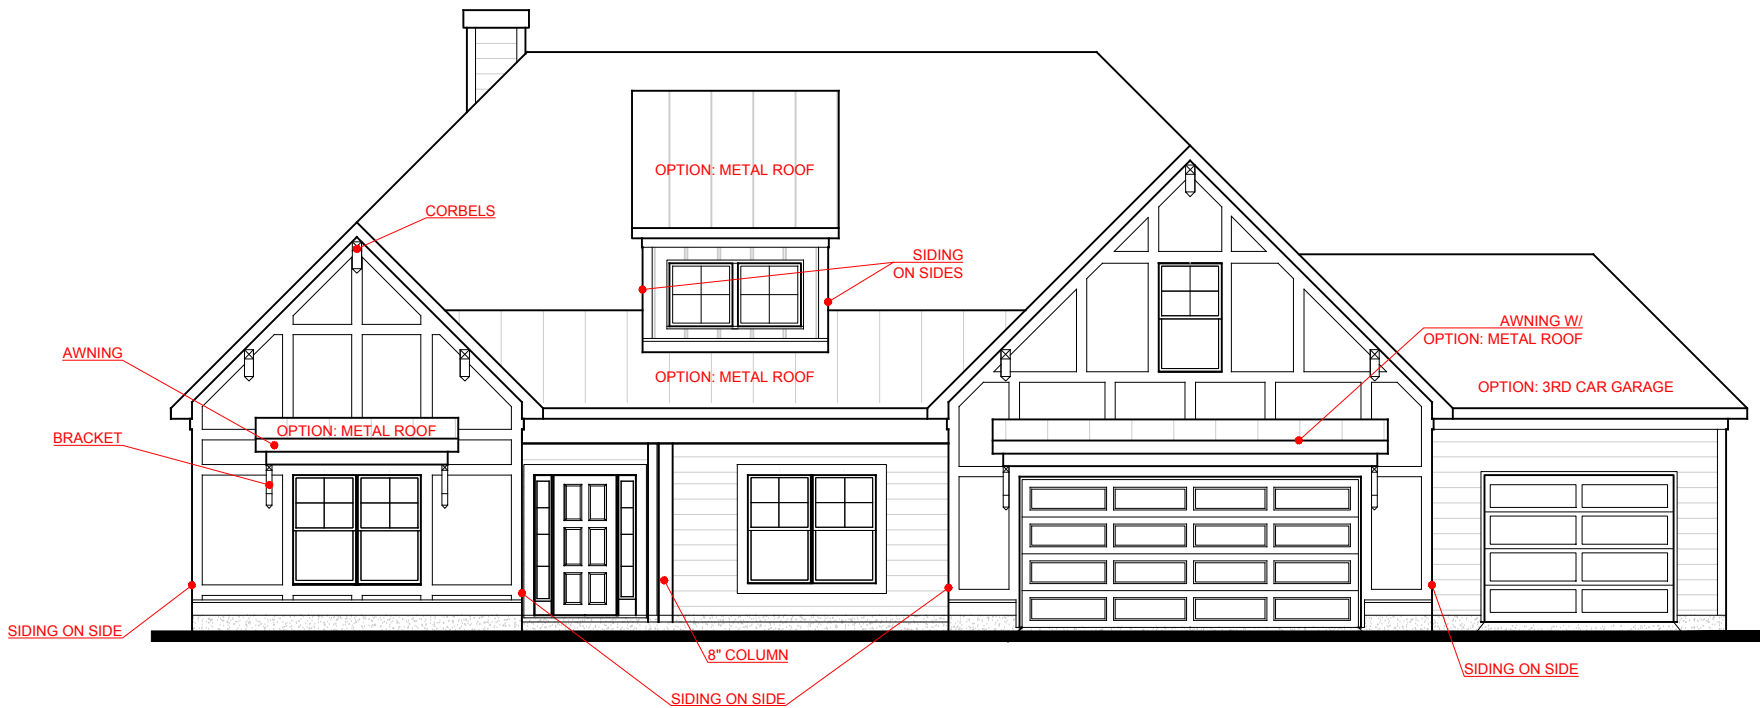 OPTION: METAL ROOF
CORBELS
SIDING
ON SIDES
AWNING
AWNING W/
OPTION: METAL ROOF
OPTION: METAL ROOF
OPTION: 3RD CAR GARAGE
BRACKET
OPTION: METAL ROOF
SIDING ON SIDE
8" COLUMN
SIDING ON SIDE
SIDING ON SIDE